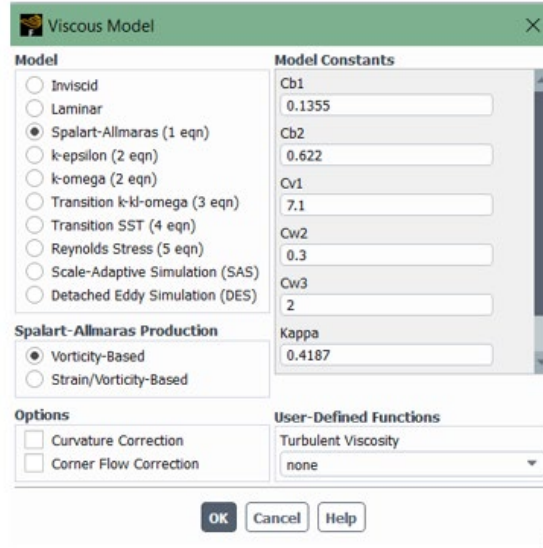 Viscous Model
Model
Inviscid
Laminar
Spalart-Allmaras (1 eqn)
k-epsilon (2 eqn)
k-omega (2 eqn)
Transition k-kl-omega (3 eqn)
Transition SST (4 eqn)
Reynolds Stress (5 eqn)
Scale-Adaptive Simulation (SAS)
Detached Eddy Simulation (DES)
Spalart-Allmaras Production
Vorticity-Based
Strain/Vorticity-Based
Options
Curvature Correction
Corner Flow Correction
Model Constants
Cb1
0.1355
Cb2
0.622
Cv1
7.1
Cw2
0.3
Cw3
2
Kappa
0.4187
User-Defined Functions
Turbulent Viscosity
none
OK Cancel Help